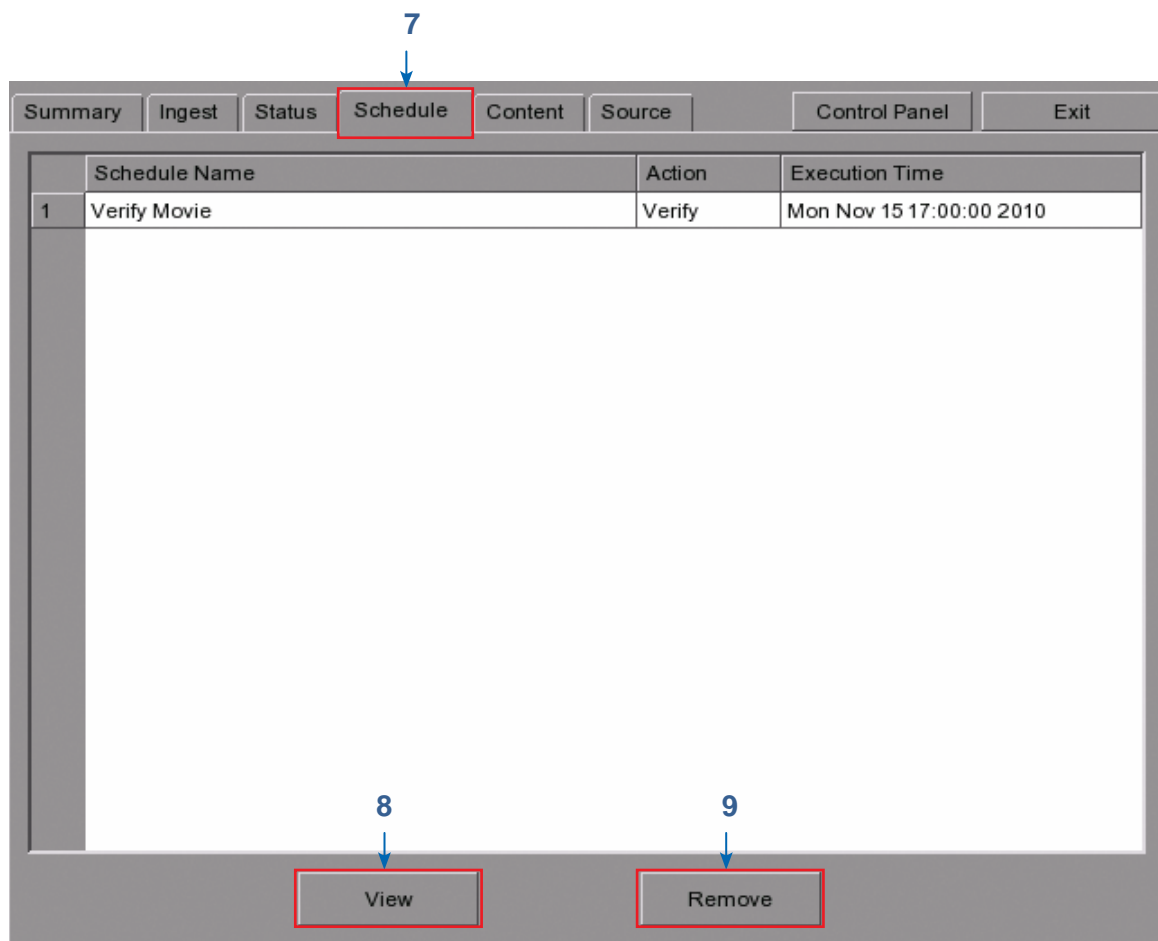 7
Summary Ingest Status Schedule Content Source Control Panel Exit
Schedule Name Action Execution Time
1 Verify Movie Verify Mon Nov 15 17:00:00 2010
8 9
View Remove